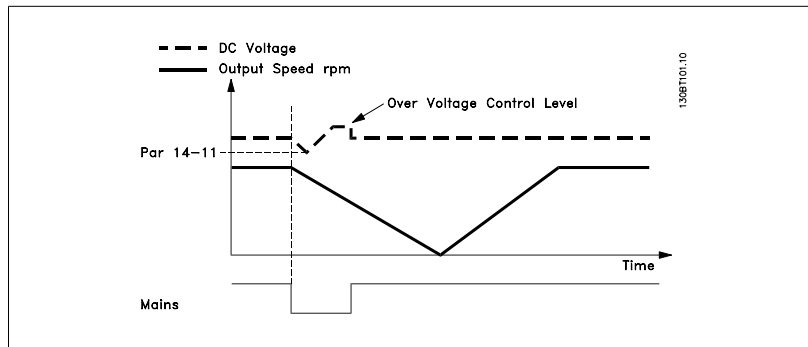 DC Voltage
Output Speed rpm
Over Voltage Control Level
Par 14-11
Time
Mains
130BT101.10